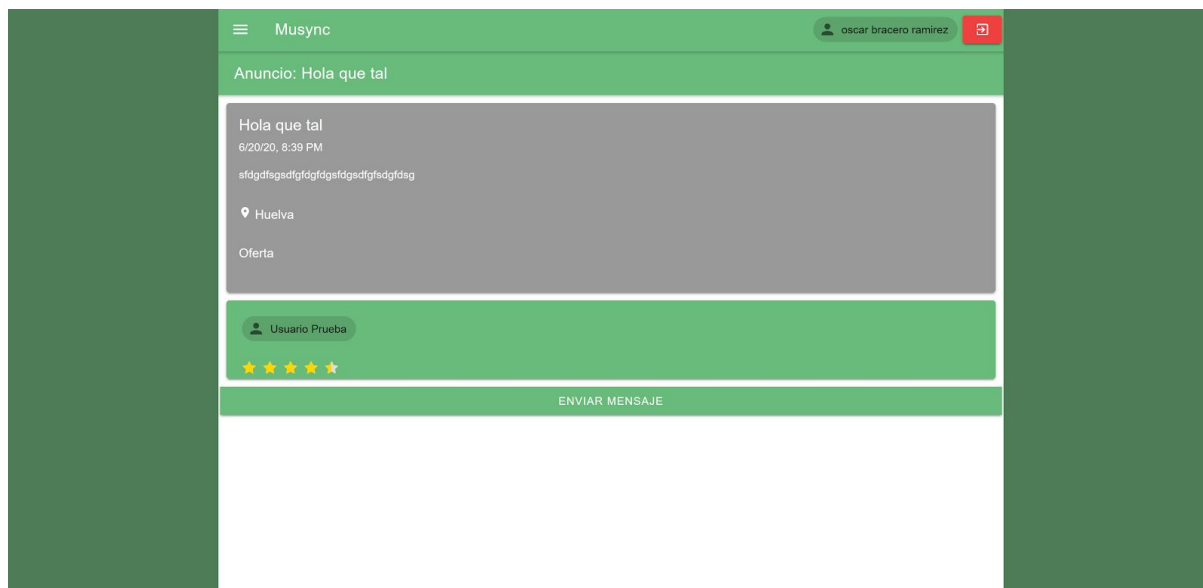 Musync
oscar bracero ramirez
Anuncio: Hola que tal
Hola que tal
6/20/20, 8:39 PM
sfdgdfsgsdfgfdgfdgsfdgsdfgfsdgfdsg
Huelva
Oferta
Usuario Prueba
ENVIAR MENSAJE